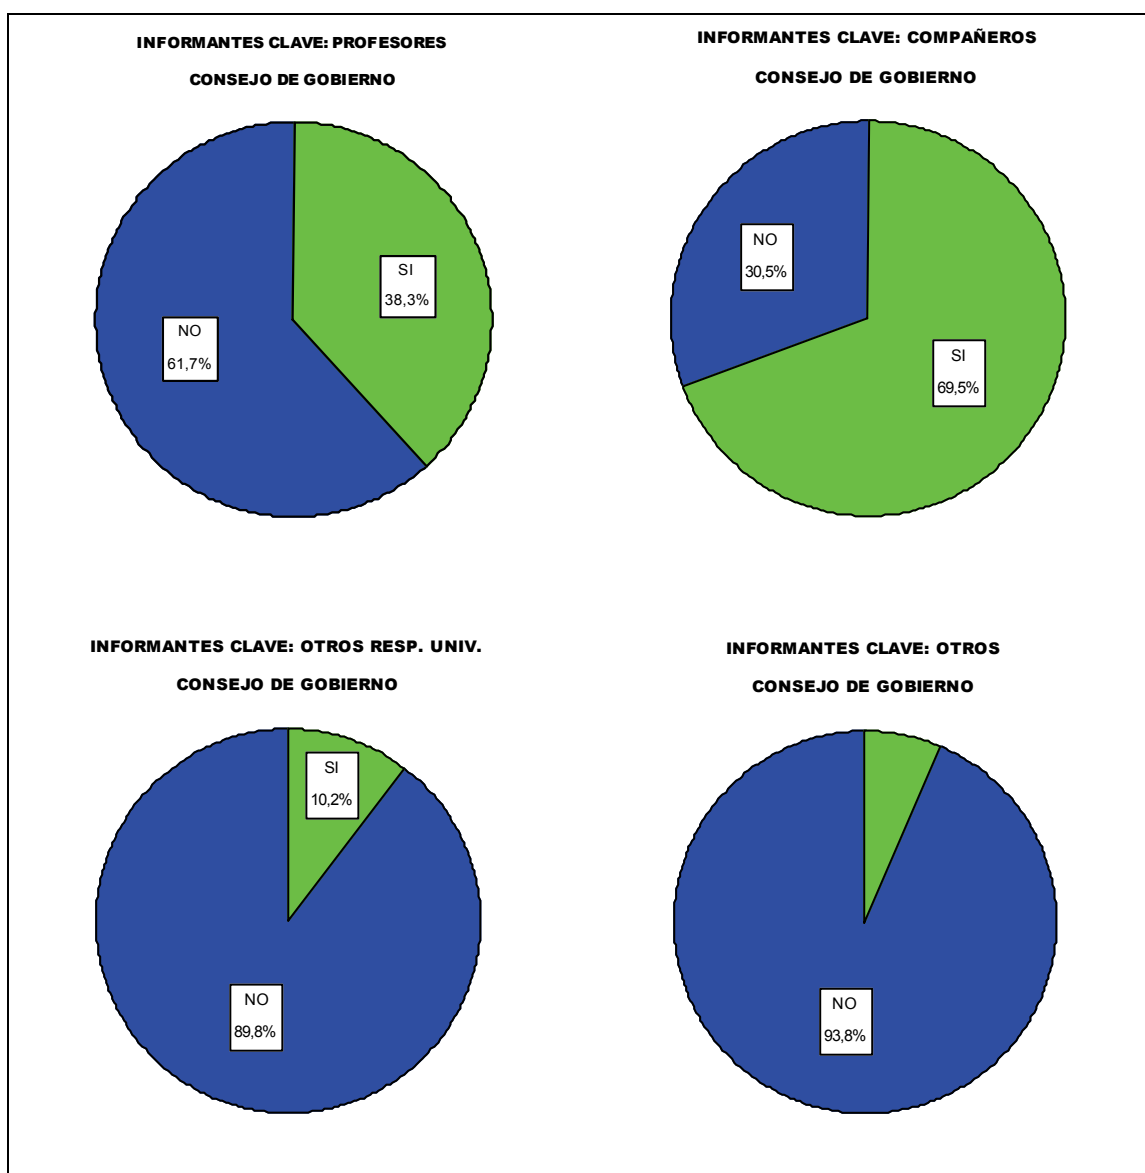 INFORMANTES CLAVE: PROFESORES
CONSEJO DE GOBIERNO
SI
38,3%
NO
61,7%
INFORMANTES CLAVE: COMPAÑEROS
CONSEJO DE GOBIERNO
NO
30,5%
SI
69,5%
INFORMANTES CLAVE: OTROS RESP. UNIV.
CONSEJO DE GOBIERNO
SI
10,2%
NO
89,8%
INFORMANTES CLAVE: OTROS
CONSEJO DE GOBIERNO
NO
93,8%